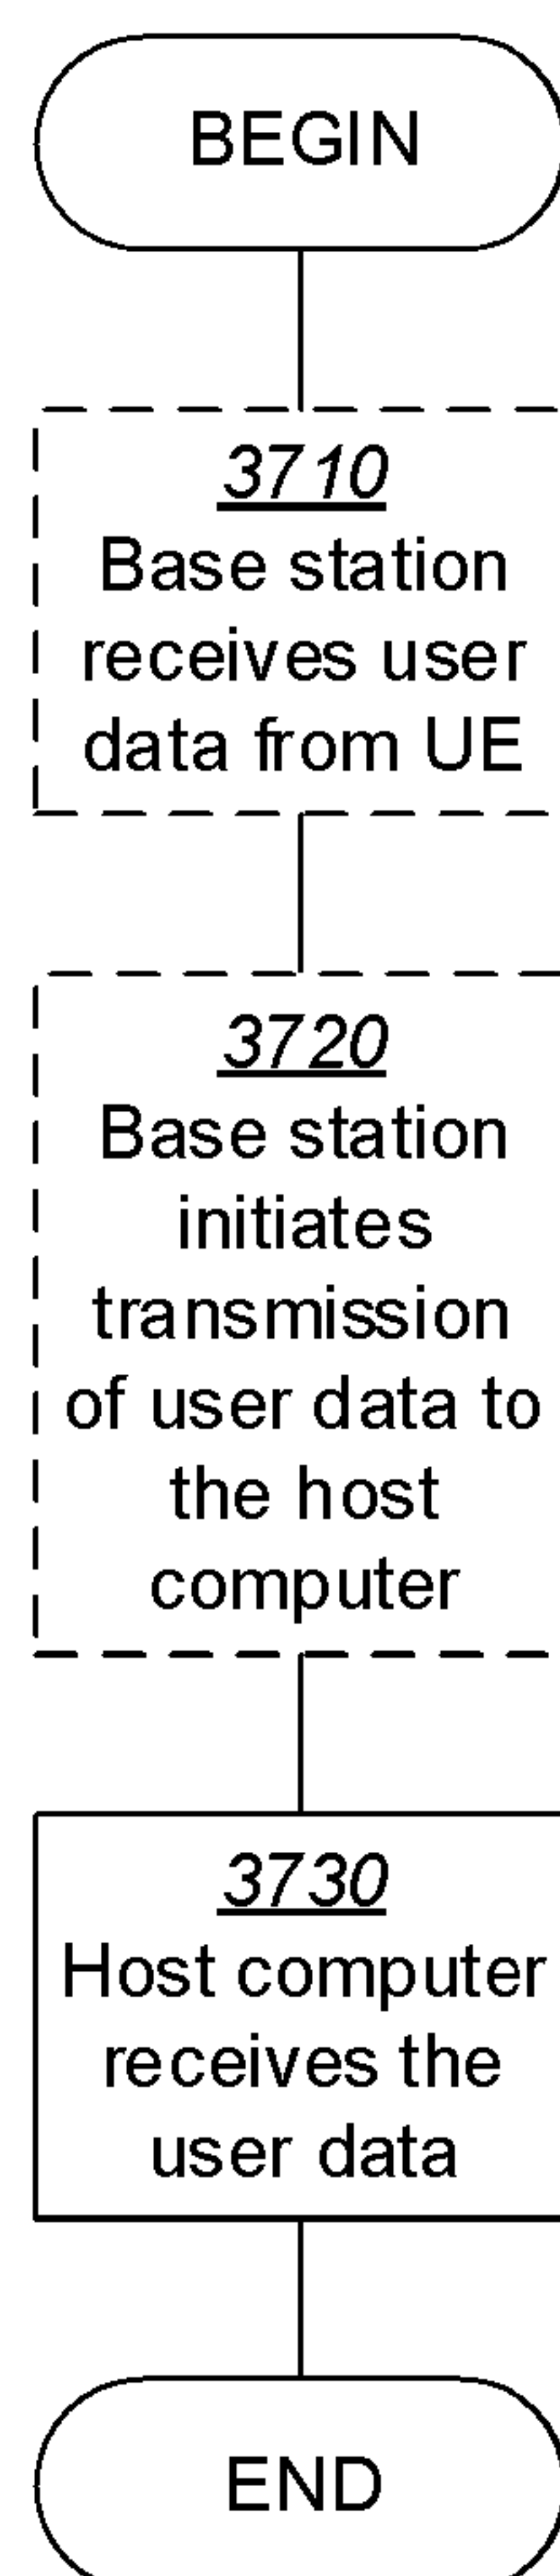 BEGIN
3710
Base station
receives user
data from UE
3720
Base station
initiates
transmission
of user data to
the host
computer
3730
Host computer
receives the
user data
END